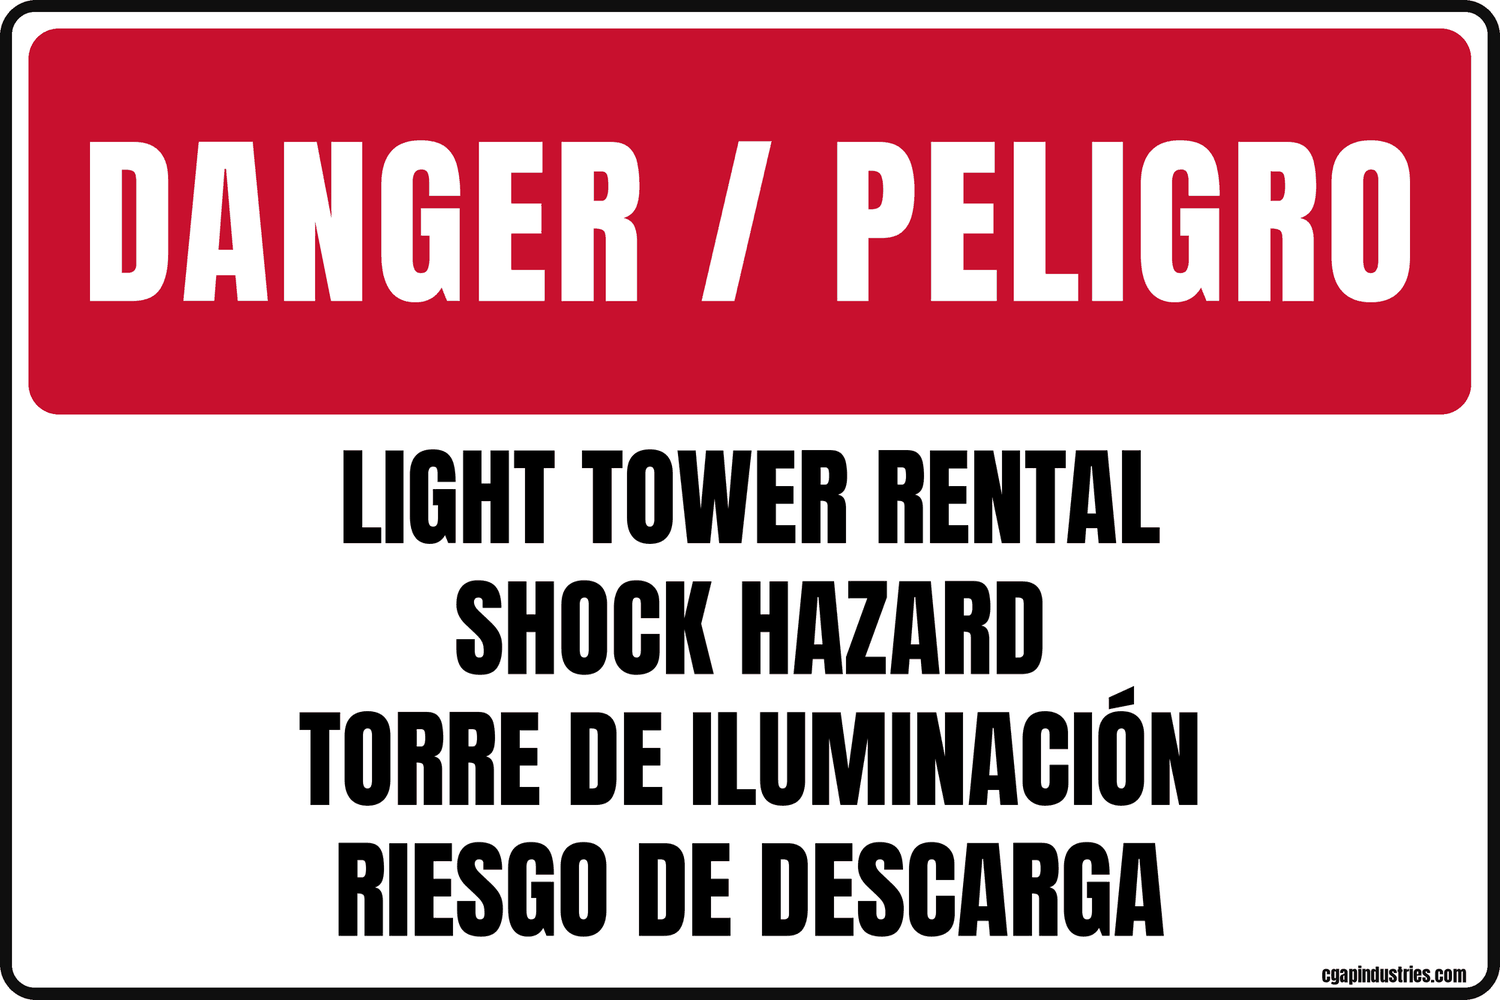 DANGER / PELIGRO
LIGHT TOWER RENTAL
SHOCK HAZARD
TORRE DE ILUMINACIÓN
RIESGO DE DESCARGA
cgapindustries.com